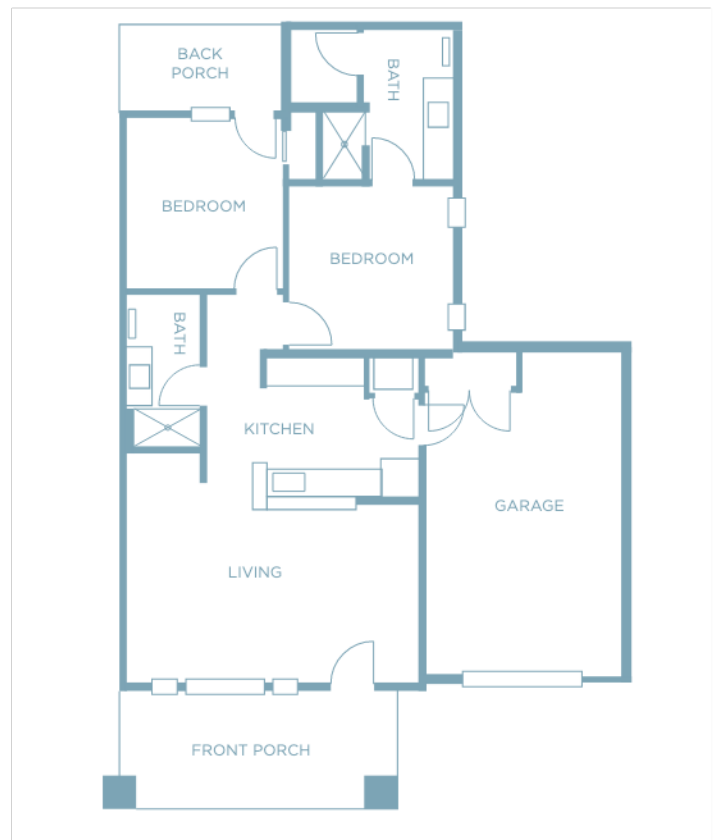 BACK
PORCH
BATH
BEDROOM
BEDROOM
BATH
KITCHEN
GARAGE
LIVING
FRONT PORCH